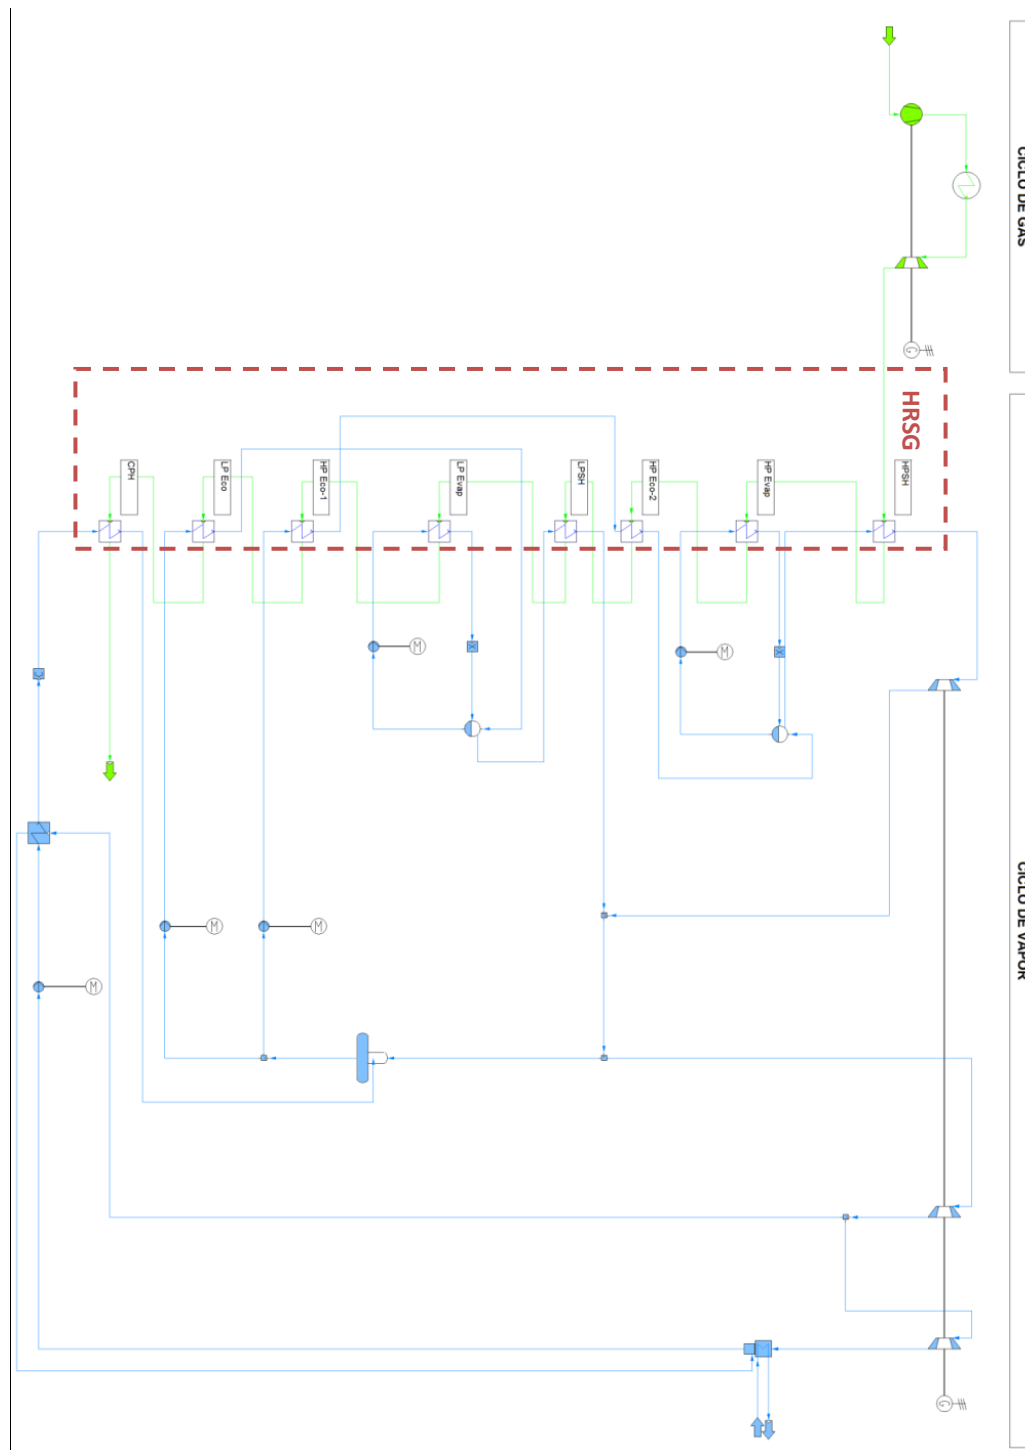 CICLO DE GAS
CICLO DE VAPOR
HRSG
HPSH
HP Evap
HP Eco-2
LPSH
LP Evap
HP Eco-1
LP Eco
CPH
G
M
M
M
M
M
G